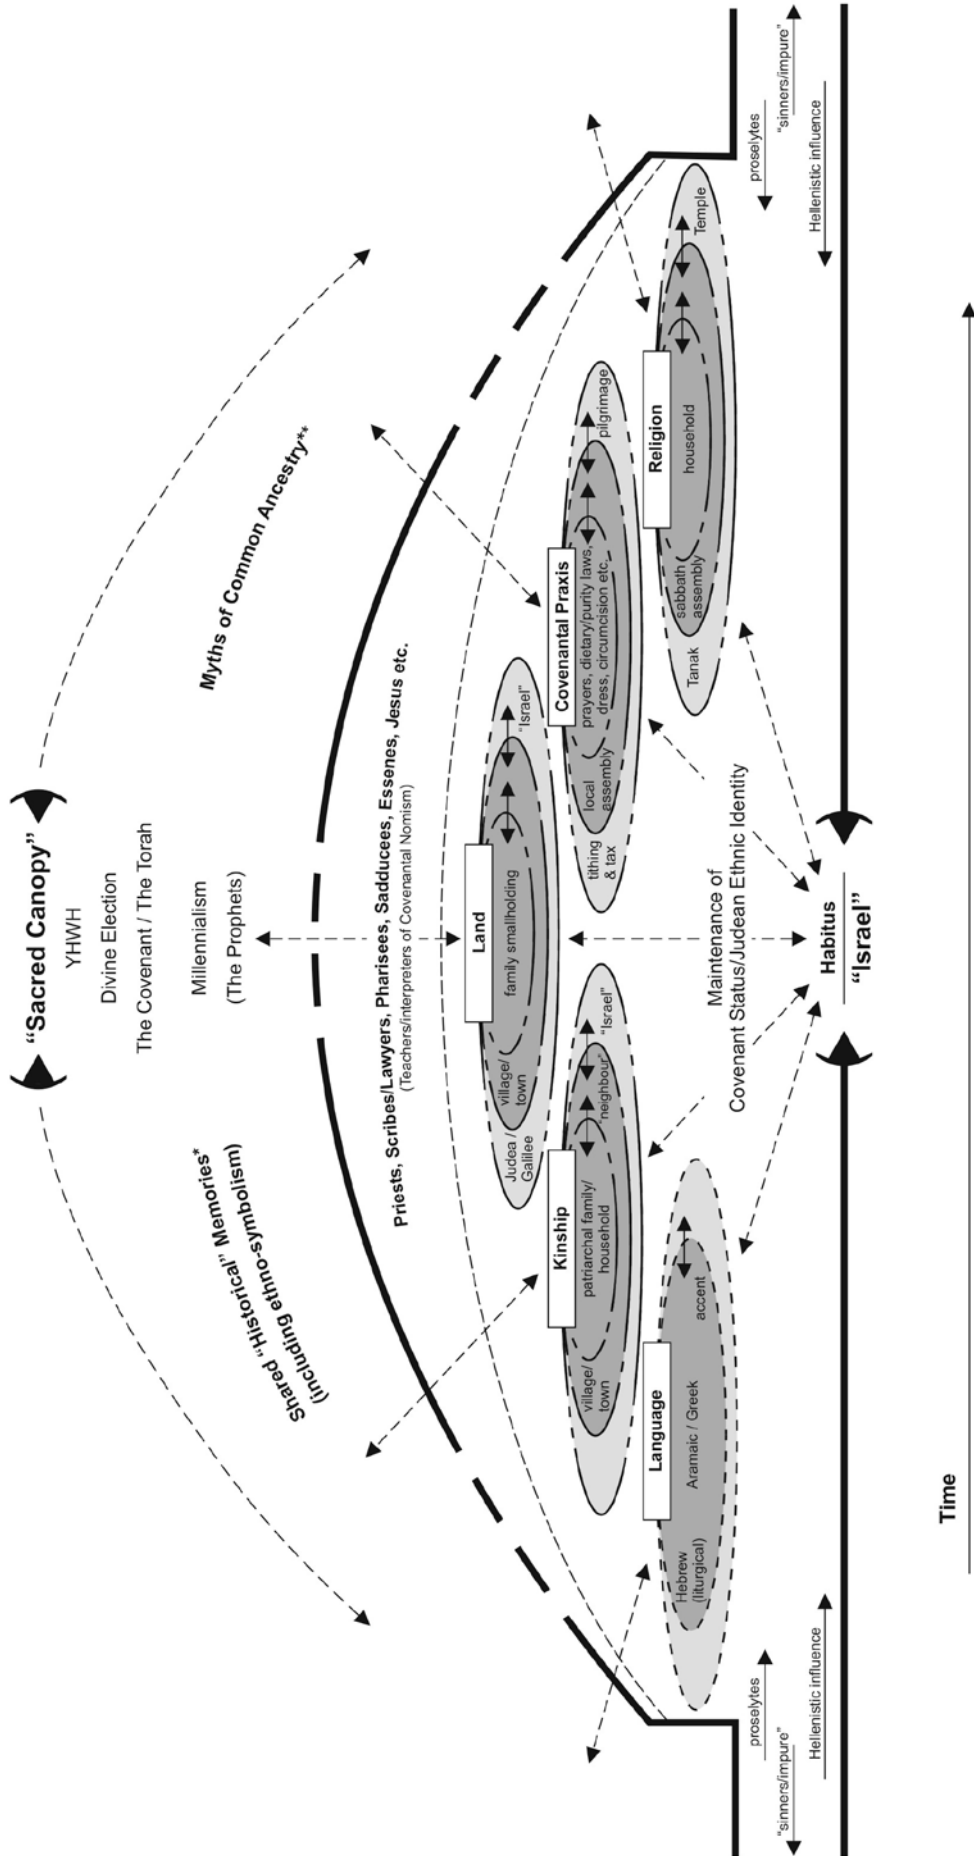 “Sacred Canopy”
YHWH
Divine Election
The Covenant / The Torah
Millennialism
(The Prophets)
Shared “Historical” Memories*
(including ethno-symbolism)
Myths of Common Ancestry**
Priests, Scribes/Lawyers, Pharisees, Sadducees, Essenes, Jesus etc.
(Teachers/interpreters of Covenantal Nomism)
Land
family smallholding
village/
town
Judea /
Galilee
“Israel”
Kinship
patriarchal family/
household
village/
town
“neighbour”
“Israel”
Covenantal Praxis
prayers, dietary/purity laws,
dress, circumcision etc.
local
assembly
tithing
& tax
pilgrimage
Language
Aramaic / Greek
Hebrew
(liturgical)
accent
Religion
household
sabbath
assembly
Tanak
Temple
Maintenance of
Covenant Status/Judean Ethnic Identity
proselytes
“sinners/impure”
Hellenistic influence
Habitus
“Israel”
proselytes
“sinners/impure”
Hellenistic influence
Time